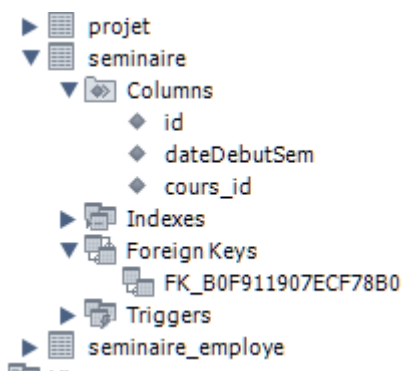 projet
seminaire
Columns
id
dateDebutSem
cours_id
Indexes
Foreign Keys
FK_B0F911907ECF78B0
Triggers
seminaire_employe